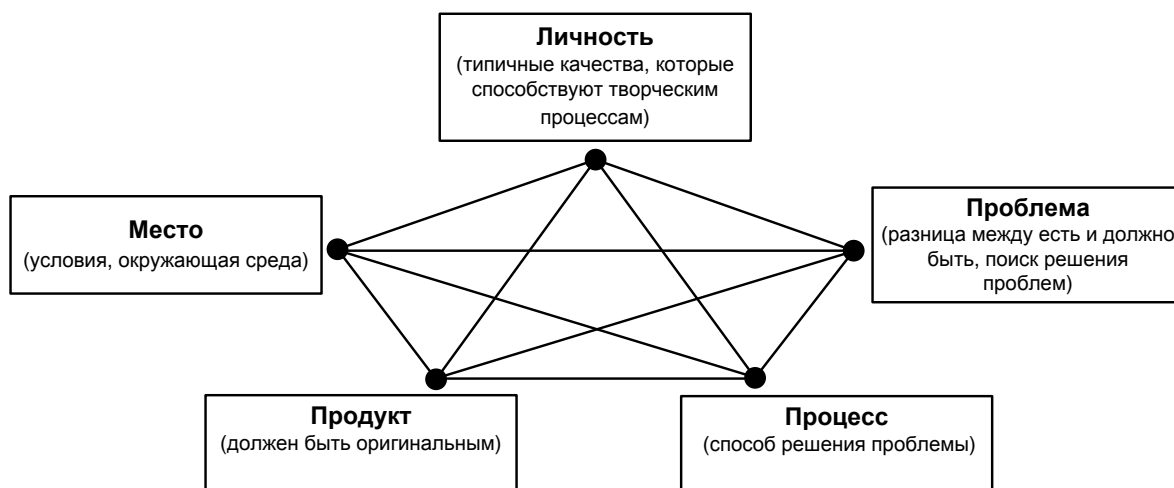 Личность
(типичные качества, которые
способствуют творческим
процессам)
Место
(условия, окружающая среда)
Проблема
(разница между есть и должно
быть, поиск решения
проблем)
Продукт
(должен быть оригинальным)
Процесс
(способ решения проблемы)